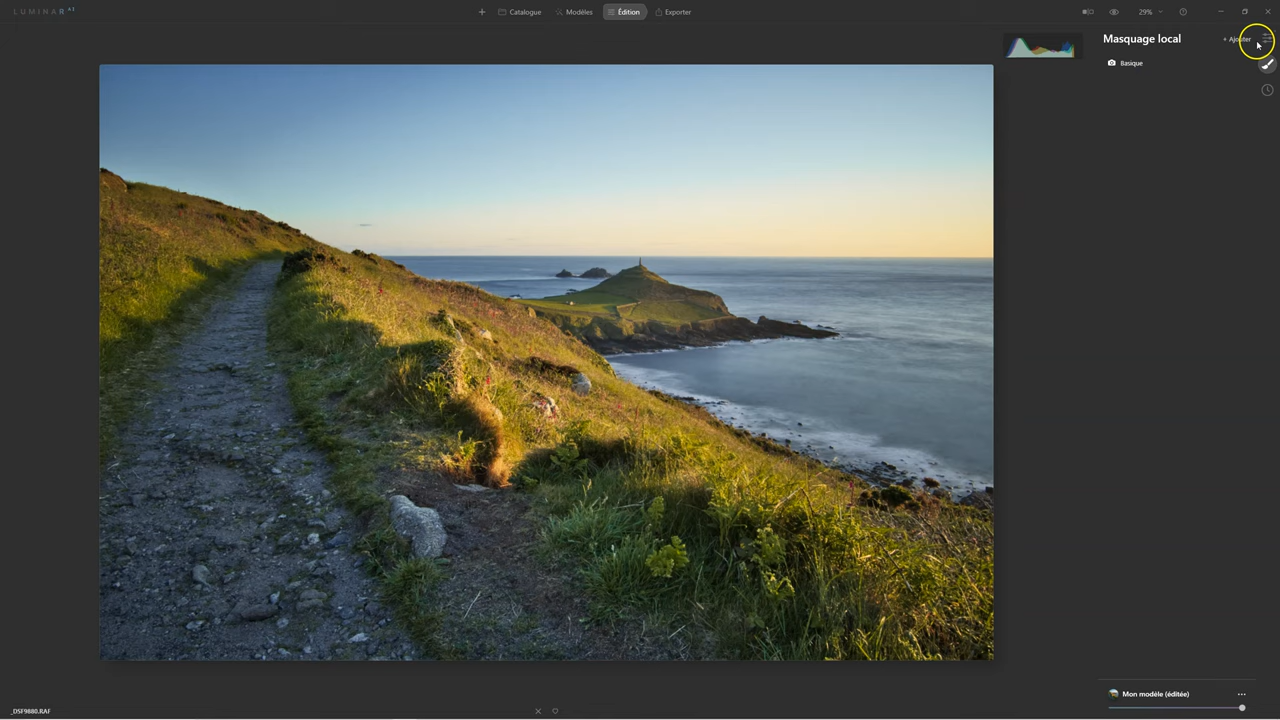 LUMINAR AI
Catalogue
Modèles
Édition
Exporter
29%
Masquage local
+ Ajouter
Basique
Mon modèle (éditée)
_DSF9880.RAF